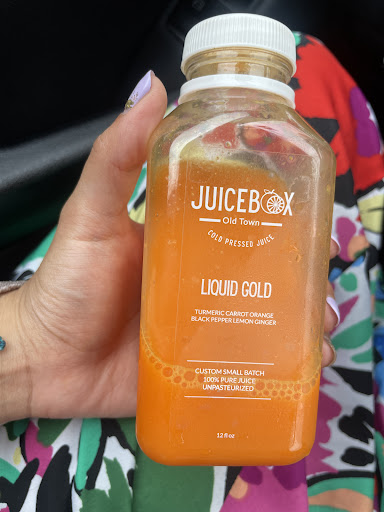 JUICEBOX
Old Town
COLD PRESSED JUICE
LIQUID GOLD
TURMERIC CARROT ORANGE
BLACK PEPPER LEMON GINGER
CUSTOM SMALL BATCH
100% PURE JUICE
UNPASTEURIZED
12 fl oz